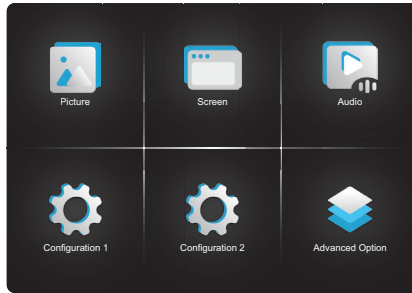 Picture
Screen
Audio
Configuration 1
Configuration 2
Advanced Option